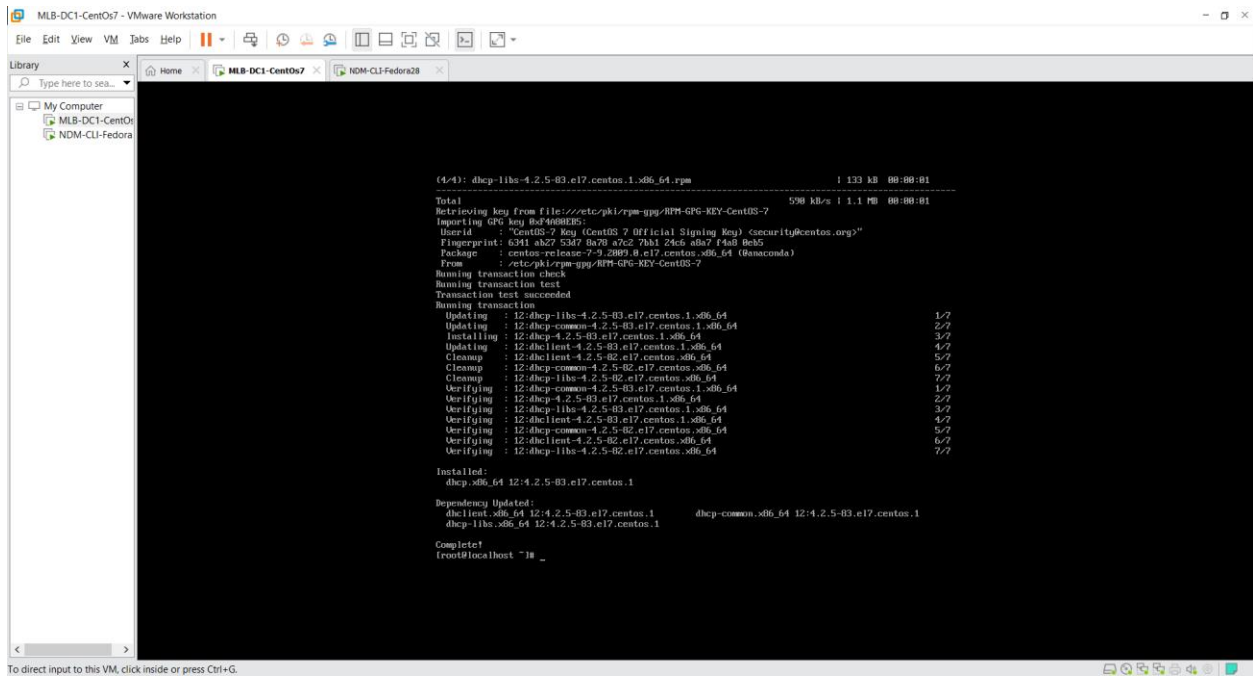 MLB-DC1-CentOs7 - VMware Workstation
File Edit View VM Tabs Help
Library
Type here to sea...
My Computer
MLB-DC1-CentOs
NDM-CLI-Fedora
Home
MLB-DC1-CentOs7
NDM-CLI-Fedora28
(4/4): dhcp-libs-4.2.5-83.el7.centos.1.x86_64.rpm | 133 kB 00:00:01
--------------------------------------------------------------------------------
Total 590 kB/s | 1.1 MB 00:00:01
Retrieving key from file:///etc/pki/rpm-gpg/RPM-GPG-KEY-CentOS-7
Importing GPG key 0xF4A80EB5:
Userid : "CentOS-7 Key (CentOS 7 Official Signing Key) <security@centos.org>"
Fingerprint: 6341 ab27 53d7 8a78 a7c2 7bb1 24c6 a8a7 f4a8 0eb5
Package : centos-release-7-9.2009.0.el7.centos.x86_64 (@anaconda)
From : /etc/pki/rpm-gpg/RPM-GPG-KEY-CentOS-7
Running transaction check
Running transaction test
Transaction test succeeded
Running transaction
Updating : 12:dhcp-libs-4.2.5-83.el7.centos.1.x86_64 1/7
Updating : 12:dhcp-common-4.2.5-83.el7.centos.1.x86_64 2/7
Installing : 12:dhcp-4.2.5-83.el7.centos.1.x86_64 3/7
Updating : 12:dhclient-4.2.5-83.el7.centos.1.x86_64 4/7
Cleanup : 12:dhclient-4.2.5-82.el7.centos.x86_64 5/7
Cleanup : 12:dhcp-common-4.2.5-82.el7.centos.x86_64 6/7
Cleanup : 12:dhcp-libs-4.2.5-82.el7.centos.x86_64 7/7
Verifying : 12:dhcp-common-4.2.5-83.el7.centos.1.x86_64 1/7
Verifying : 12:dhcp-4.2.5-83.el7.centos.1.x86_64 2/7
Verifying : 12:dhcp-libs-4.2.5-83.el7.centos.1.x86_64 3/7
Verifying : 12:dhclient-4.2.5-83.el7.centos.1.x86_64 4/7
Verifying : 12:dhcp-common-4.2.5-82.el7.centos.x86_64 5/7
Verifying : 12:dhclient-4.2.5-82.el7.centos.x86_64 6/7
Verifying : 12:dhcp-libs-4.2.5-82.el7.centos.x86_64 7/7
Installed:
dhcp.x86_64 12:4.2.5-83.el7.centos.1
Dependency Updated:
dhclient.x86_64 12:4.2.5-83.el7.centos.1 dhcp-common.x86_64 12:4.2.5-83.el7.centos.1
dhcp-libs.x86_64 12:4.2.5-83.el7.centos.1
Complete!
[root@localhost ~]# _
To direct input to this VM, click inside or press Ctrl+G.